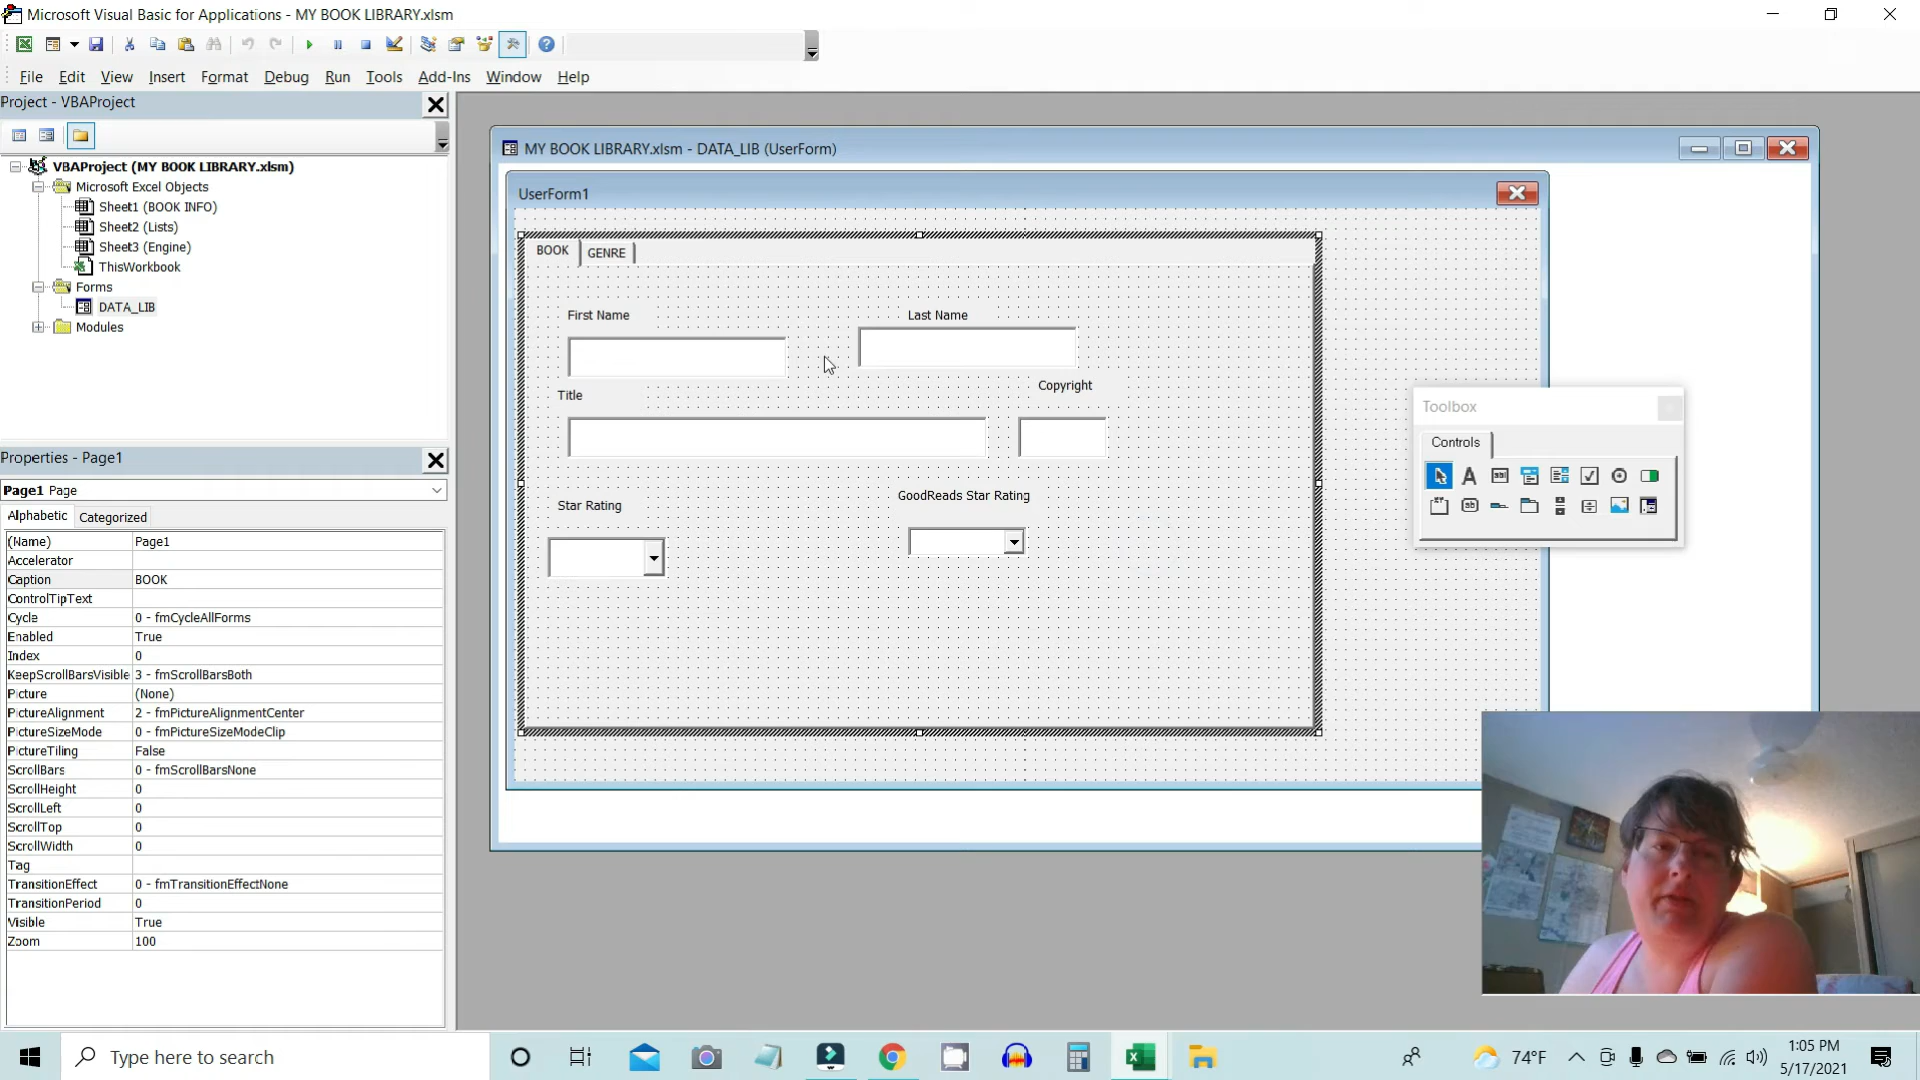 Microsoft Visual Basic for Applications - MY BOOK LIBRARY.xlsm
File Edit View Insert Format Debug Run Tools Add-Ins Window Help
Project - VBAProject
VBAProject (MY BOOK LIBRARY.xlsm)
Microsoft Excel Objects
Sheet1 (BOOK INFO)
Sheet2 (Lists)
Sheet3 (Engine)
ThisWorkbook
Forms
DATA_LIB
Modules
Properties - Page1
Page1 Page
Alphabetic Categorized
(Name) Page1
Accelerator
Caption BOOK
ControlTipText
Cycle 0 - fmCycleAllForms
Enabled True
Index 0
KeepScrollBarsVisible 3 - fmScrollBarsBoth
Picture (None)
PictureAlignment 2 - fmPictureAlignmentCenter
PictureSizeMode 0 - fmPictureSizeModeClip
PictureTiling False
ScrollBars 0 - fmScrollBarsNone
ScrollHeight 0
ScrollLeft 0
ScrollTop 0
ScrollWidth 0
Tag
TransitionEffect 0 - fmTransitionEffectNone
TransitionPeriod 0
Visible True
Zoom 100
MY BOOK LIBRARY.xlsm - DATA_LIB (UserForm)
UserForm1
BOOK GENRE
First Name Last Name
Title Copyright
Star Rating GoodReads Star Rating
Toolbox
Controls
Type here to search
74°F
1:05 PM
5/17/2021